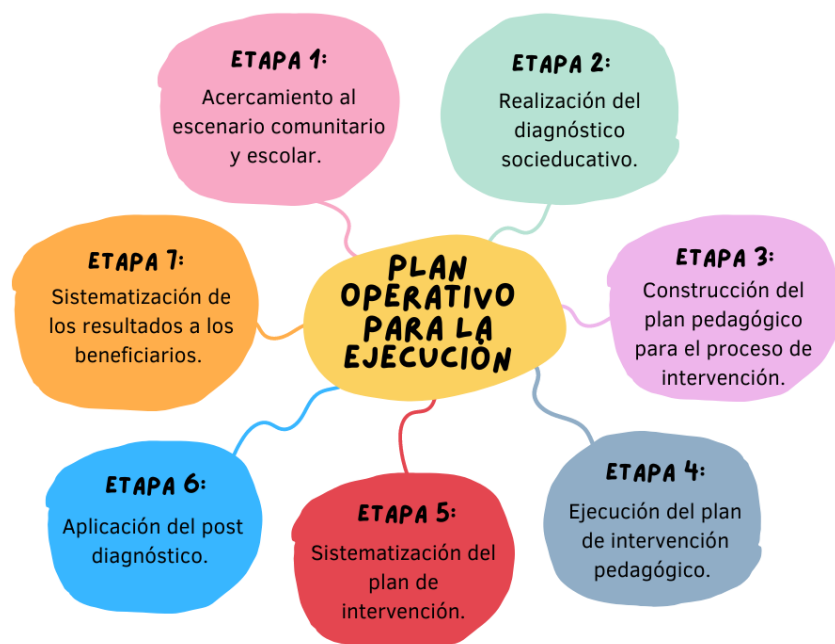 ETAPA 1:
Acercamiento al
escenario comunitario
y escolar.
ETAPA 2:
Realización del
diagnóstico
socieducativo.
ETAPA 7:
Sistematización de
los resultados a los
beneficiarios.
PLAN
OPERATIVO
PARA LA
EJECUCIÓN
ETAPA 3:
Construcción del
plan pedagógico
para el proceso de
intervención.
ETAPA 6:
Aplicación del post
diagnóstico.
ETAPA 5:
Sistematización del
plan de
intervención.
ETAPA 4:
Ejecución del plan
de intervención
pedagógico.